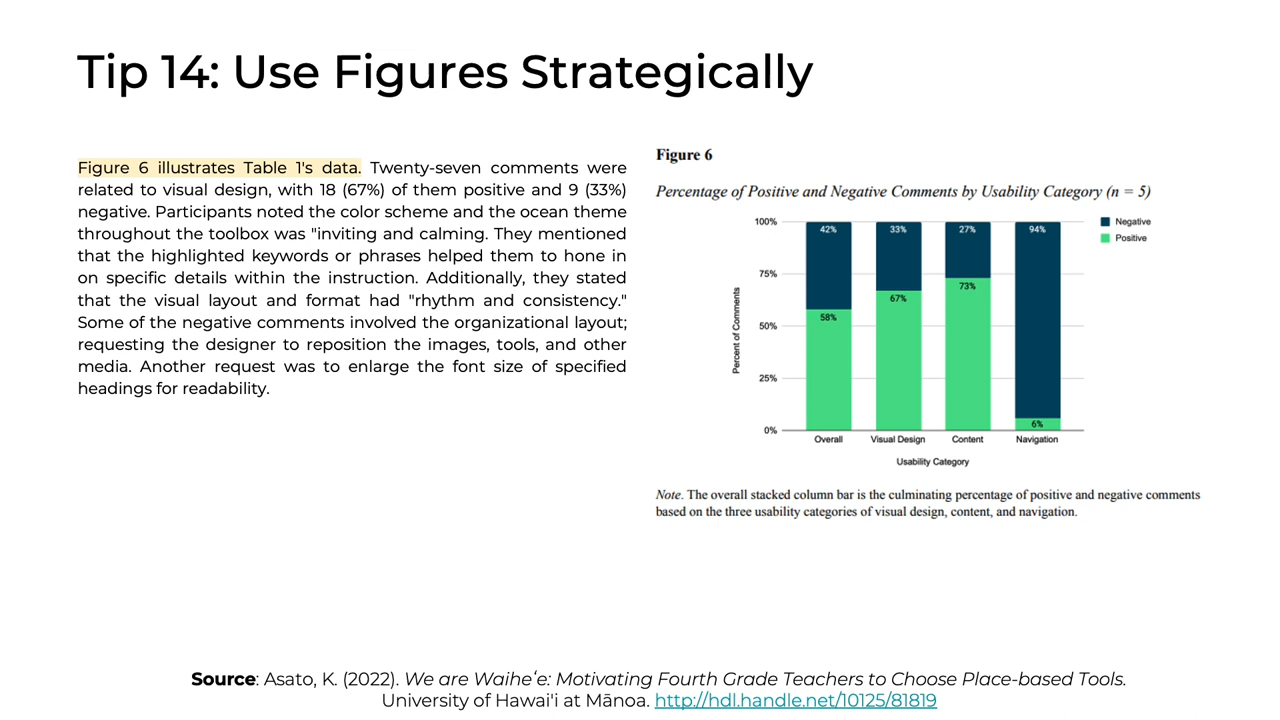 Tip 14: Use Figures Strategically
Figure 6 illustrates Table 1's data. Twenty-seven comments were
related to visual design, with 18 (67%) of them positive and 9 (33%)
negative. Participants noted the color scheme and the ocean theme
throughout the toolbox was "inviting and calming. They mentioned
that the highlighted keywords or phrases helped them to hone in
on specific details within the instruction. Additionally, they stated
that the visual layout and format had "rhythm and consistency."
Some of the negative comments involved the organizational layout;
requesting the designer to reposition the images, tools, and other
media. Another request was to enlarge the font size of specified
headings for readability.
Figure 6
Percentage of Positive and Negative Comments by Usability Category (n = 5)
Negative
Positive
Percent of Comments
100%
75%
50%
25%
0%
42%
33%
27%
94%
58%
67%
73%
6%
Overall
Visual Design
Content
Navigation
Usability Category
Note. The overall stacked column bar is the culminating percentage of positive and negative comments
based on the three usability categories of visual design, content, and navigation.
Source: Asato, K. (2022). We are Waiheʻe: Motivating Fourth Grade Teachers to Choose Place-based Tools.
University of Hawai'i at Mānoa. http://hdl.handle.net/10125/81819